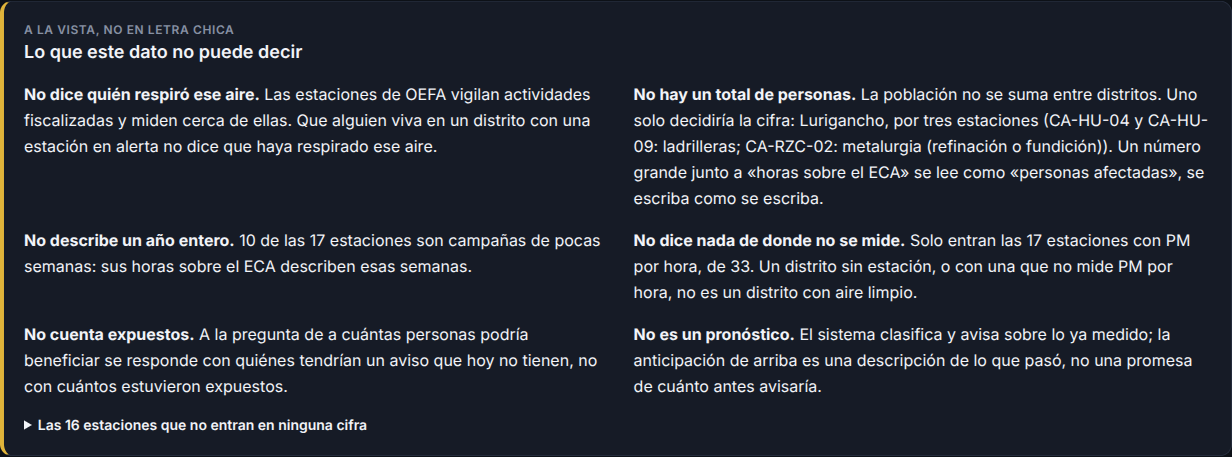 A LA VISTA, NO EN LETRA CHICA
Lo que este dato no puede decir
No dice quién respiró ese aire. Las estaciones de OEFA vigilan actividades
fiscalizadas y miden cerca de ellas. Que alguien viva en un distrito con una
estación en alerta no dice que haya respirado ese aire.
No hay un total de personas. La población no se suma entre distritos. Uno
solo decidiría la cifra: Lurigancho, por tres estaciones (CA-HU-04 y CA-HU-
09: ladrilleras; CA-RZC-02: metalurgia (refinación o fundición)). Un número
grande junto a «horas sobre el ECA» se lee como «personas afectadas», se
escriba como se escriba.
No describe un año entero. 10 de las 17 estaciones son campañas de pocas
semanas: sus horas sobre el ECA describen esas semanas.
No dice nada de donde no se mide. Solo entran las 17 estaciones con PM
por hora, de 33. Un distrito sin estación, o con una que no mide PM por
hora, no es un distrito con aire limpio.
No cuenta expuestos. A la pregunta de a cuántas personas podría
beneficiar se responde con quiénes tendrían un aviso que hoy no tienen, no
con cuántos estuvieron expuestos.
No es un pronóstico. El sistema clasifica y avisa sobre lo ya medido; la
anticipación de arriba es una descripción de lo que pasó, no una promesa
de cuánto antes avisaría.
▶ Las 16 estaciones que no entran en ninguna cifra